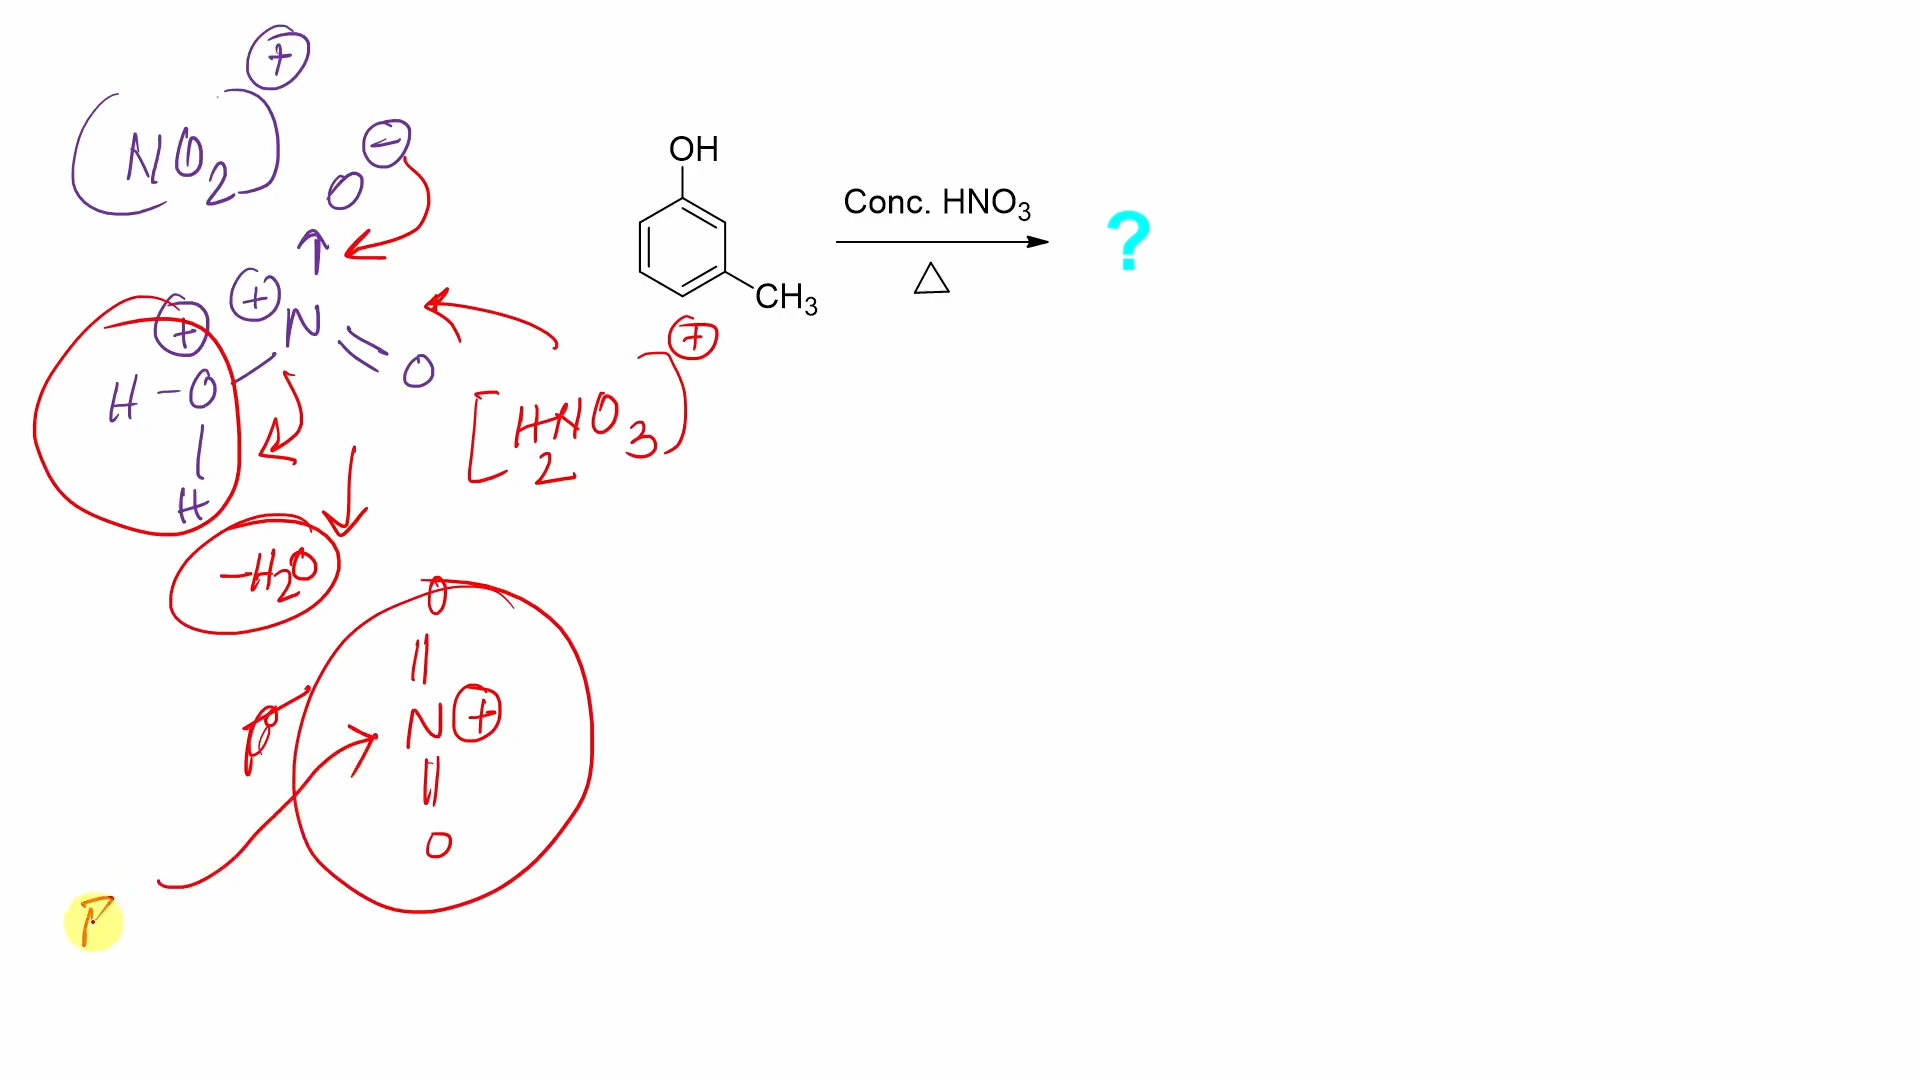 (NO2)⊕
O⊖
⊕N
⊕
H-O
=O
H
-H2O
O
N⊕
O
P
[H2NO3]⊕
OH
CH3
Conc. HNO3
△
?